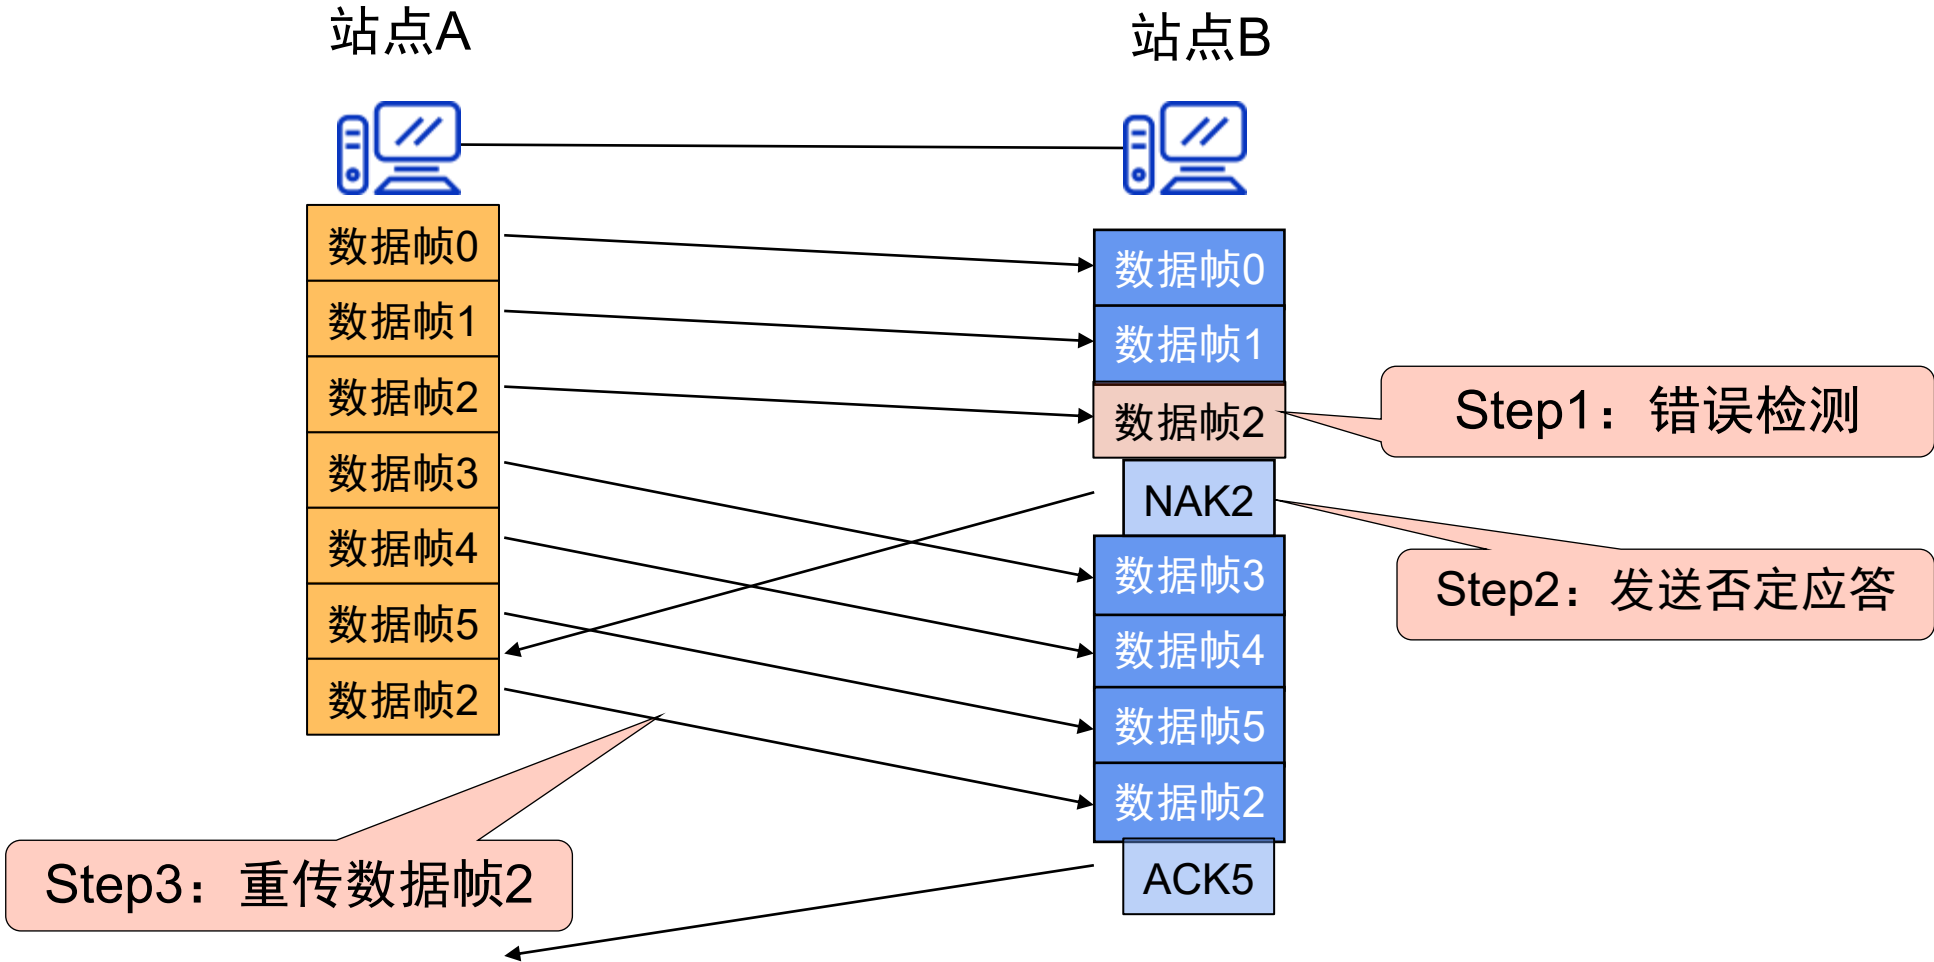 站点A
站点B
数据帧0
数据帧1
数据帧2
数据帧3
数据帧4
数据帧5
数据帧2
数据帧0
数据帧1
数据帧2
NAK2
数据帧3
数据帧4
数据帧5
数据帧2
ACK5
Step1：错误检测
Step2：发送否定应答
Step3：重传数据帧2